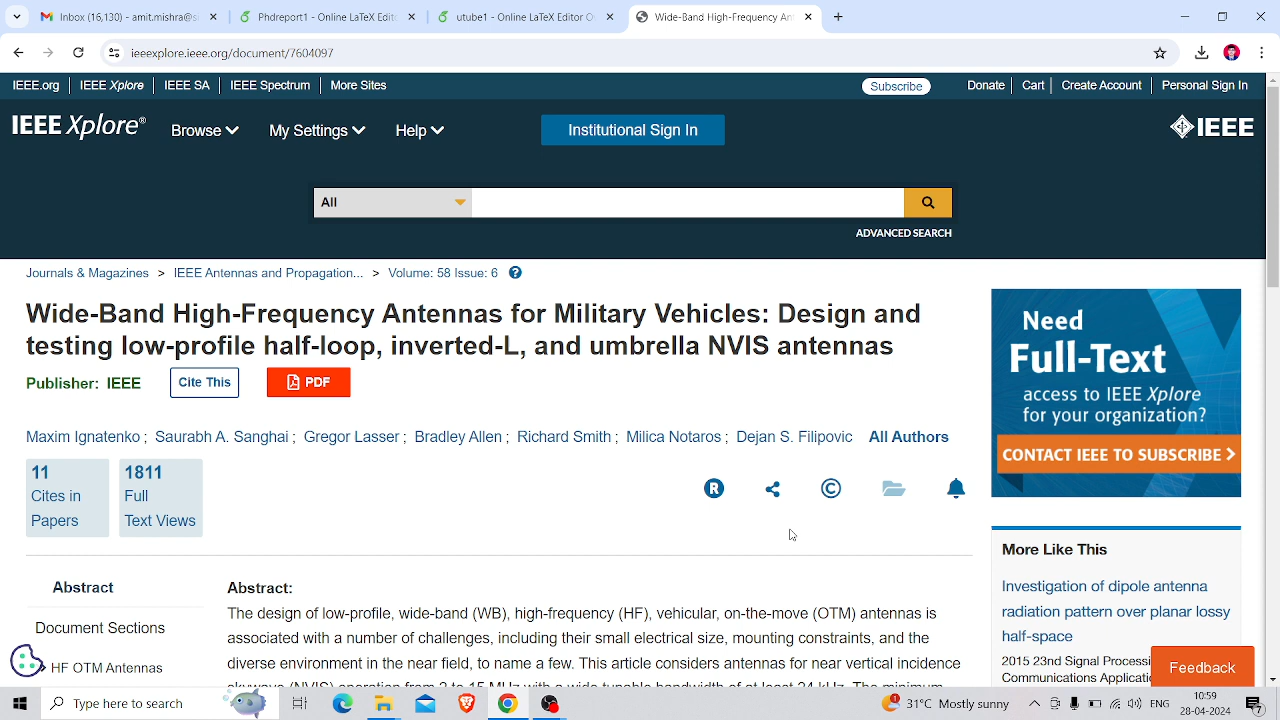 Inbox (16,130) - amit.mishra@s
Phdreport1 - Online LaTeX Editor
utube1 - Online LaTeX Editor O
Wide-Band High-Frequency An
ieeexplore.ieee.org/document/7604097
IEEE.org
IEEE Xplore
IEEE SA
IEEE Spectrum
More Sites
Subscribe
Donate
Cart
Create Account
Personal Sign In
IEEE Xplore®
Browse
My Settings
Help
Institutional Sign In
IEEE
All
ADVANCED SEARCH
Journals & Magazines > IEEE Antennas and Propagation... > Volume: 58 Issue: 6
Wide-Band High-Frequency Antennas for Military Vehicles: Design and
testing low-profile half-loop, inverted-L, and umbrella NVIS antennas
Publisher: IEEE
Cite This
PDF
Maxim Ignatenko ; Saurabh A. Sanghai ; Gregor Lasser ; Bradley Allen ; Richard Smith ; Milica Notaros ; Dejan S. Filipovic All Authors
11
Cites in
Papers
1811
Full
Text Views
Need
Full-Text
access to IEEE Xplore
for your organization?
CONTACT IEEE TO SUBSCRIBE >
More Like This
Investigation of dipole antenna
radiation pattern over planar lossy
half-space
2015 23nd Signal Processi
Communications Applicatio
Abstract
Document Sections
HF OTM Antennas
Abstract:
The design of low-profile, wide-band (WB), high-frequency (HF), vehicular, on-the-move (OTM) antennas is
associated with a number of challenges, including their small electrical size, mounting constraints, and the
diverse environment in the near field, to name a few. This article considers antennas for near vertical incidence
Feedback
Type here to search
31°C Mostly sunny
ENG
10:59
28-04-2024